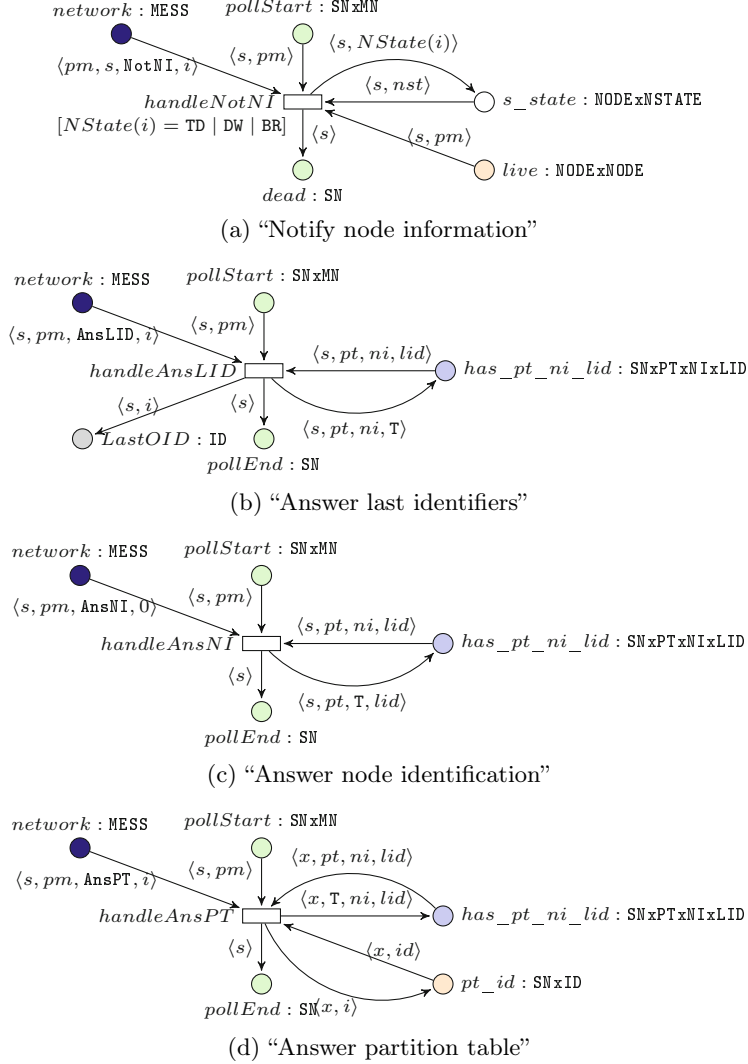 network : MESS
pollStart : SNxMN
⟨s, NState(i)⟩
⟨s, pm⟩
⟨pm, s, NotNI, i⟩
⟨s, nst⟩
handleNotNI
s_state : NODExNSTATE
[NState(i) = TD | DW | BR]
⟨s⟩
⟨s, pm⟩
live : NODExNODE
dead : SN
(a) “Notify node information”
network : MESS
pollStart : SNxMN
⟨s, pm, AnsLID, i⟩
⟨s, pm⟩
⟨s, pt, ni, lid⟩
handleAnsLID
has_pt_ni_lid : SNxPTxNIxLID
⟨s, i⟩
⟨s⟩
⟨s, pt, ni, T⟩
LastOID : ID
pollEnd : SN
(b) “Answer last identifiers”
network : MESS
pollStart : SNxMN
⟨s, pm, AnsNI, 0⟩
⟨s, pm⟩
⟨s, pt, ni, lid⟩
handleAnsNI
has_pt_ni_lid : SNxPTxNIxLID
⟨s⟩
⟨s, pt, T, lid⟩
pollEnd : SN
(c) “Answer node identification”
network : MESS
pollStart : SNxMN
⟨x, pt, ni, lid⟩
⟨s, pm⟩
⟨s, pm, AnsPT, i⟩
⟨x, T, ni, lid⟩
handleAnsPT
has_pt_ni_lid : SNxPTxNIxLID
⟨s⟩
⟨x, id⟩
pt_id : SNxID
pollEnd : SN
⟨x, i⟩
(d) “Answer partition table”